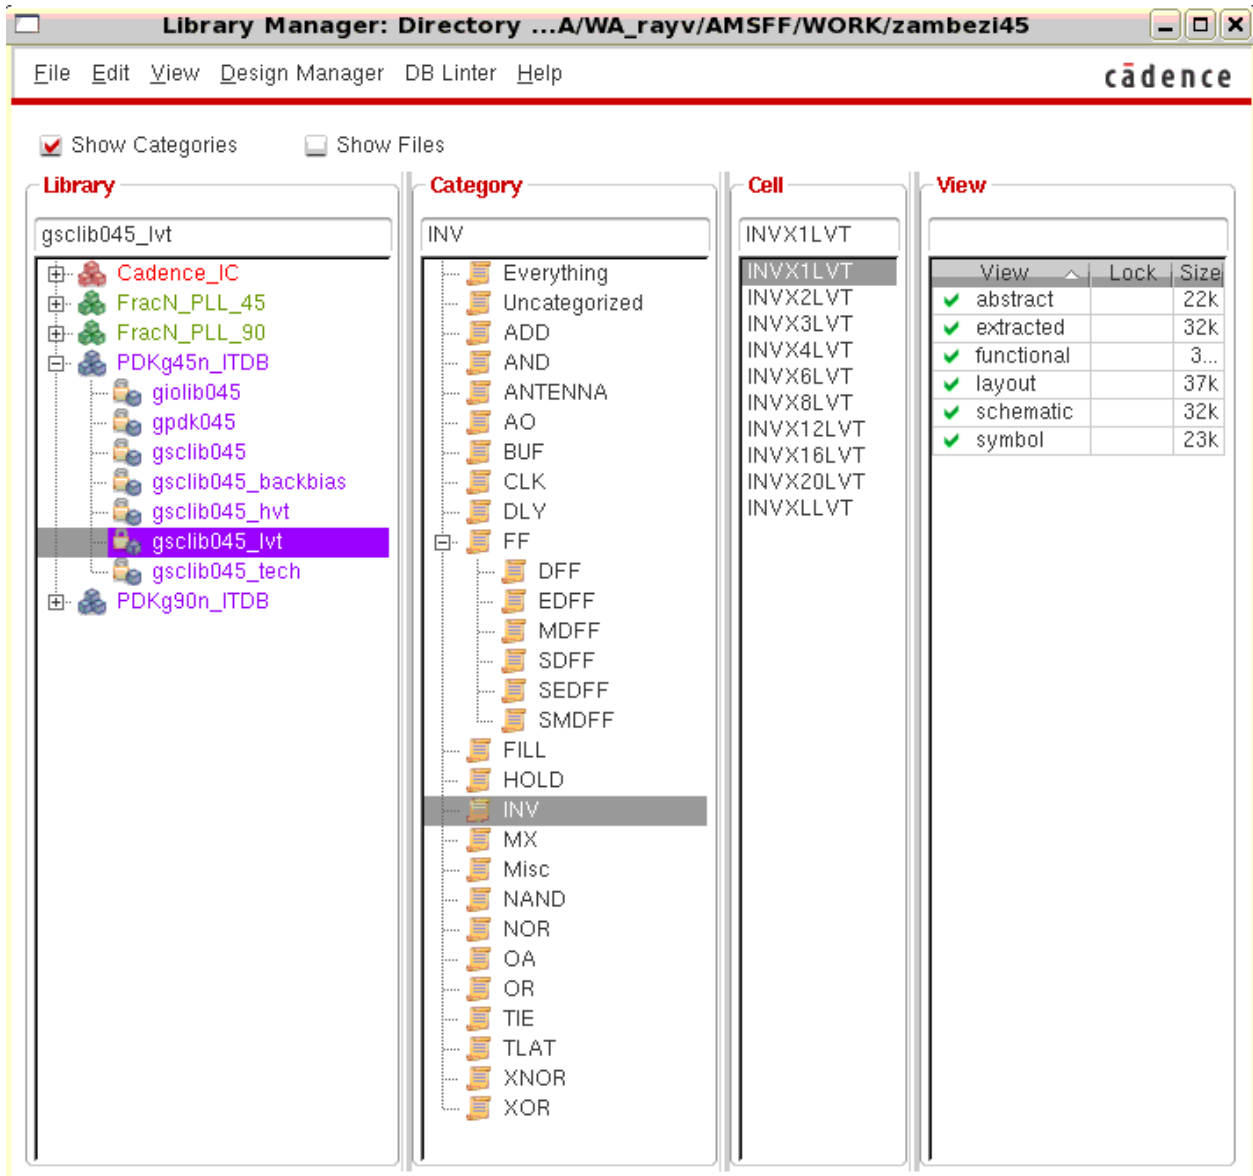 Library Manager: Directory ...A/WA_rayv/AMSFF/WORK/zambezi45
File Edit View Design Manager DB Linter Help
cādence
Show Categories Show Files
Library
gsclib045_lvt
Cadence_IC
FracN_PLL_45
FracN_PLL_90
PDKg45n_ITDB
giolib045
gpdk045
gsclib045
gsclib045_backbias
gsclib045_hvt
gsclib045_lvt
gsclib045_tech
PDKg90n_ITDB
Category
INV
Everything
Uncategorized
ADD
AND
ANTENNA
AO
BUF
CLK
DLY
FF
DFF
EDFF
MDFF
SDFF
SEDFF
SMDFF
FILL
HOLD
INV
MX
Misc
NAND
NOR
OA
OR
TIE
TLAT
XNOR
XOR
Cell
INVX1LVT
INVX1LVT
INVX2LVT
INVX3LVT
INVX4LVT
INVX6LVT
INVX8LVT
INVX12LVT
INVX16LVT
INVX20LVT
INVXLLVT
View
View Lock Size
abstract 22k
extracted 32k
functional 3...
layout 37k
schematic 32k
symbol 23k